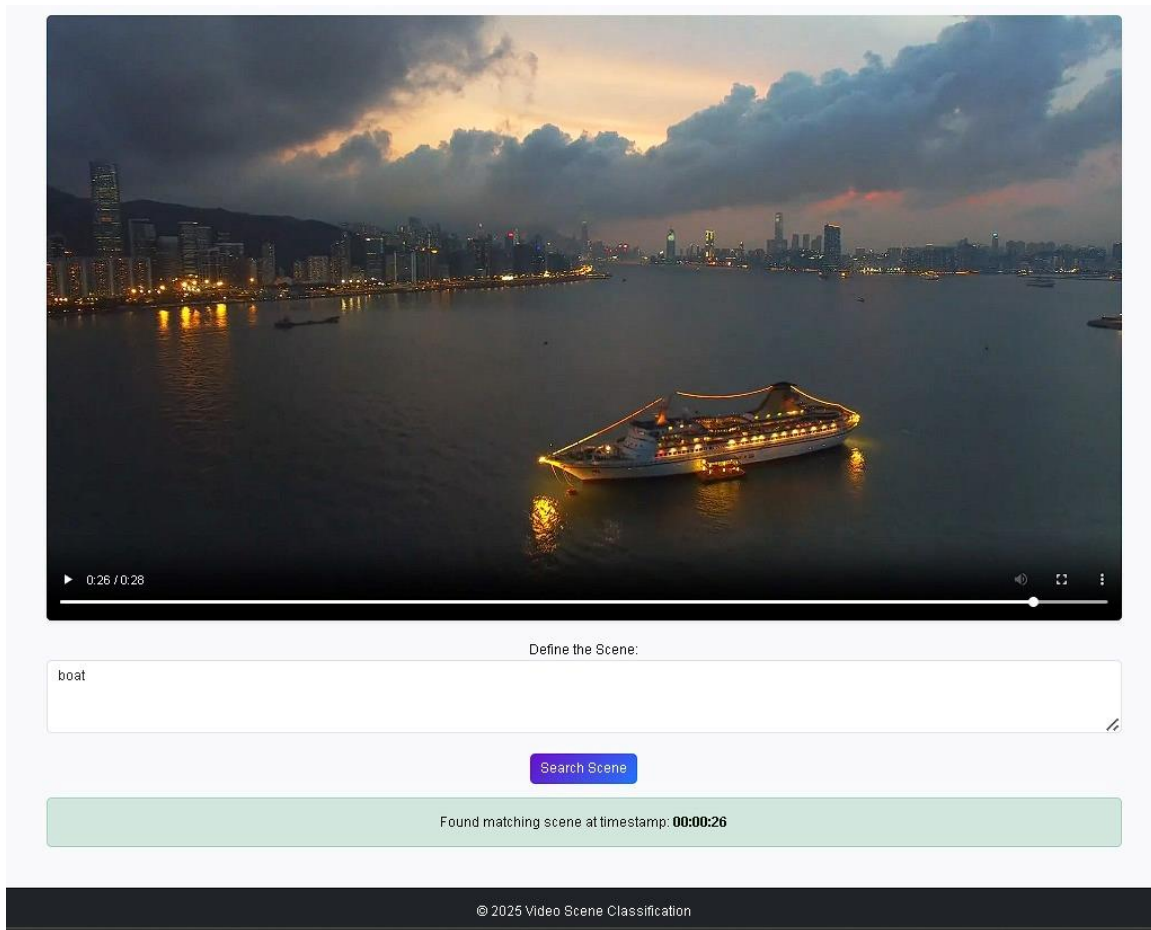 0:26 / 0:28
Define the Scene:
boat
Search Scene
Found matching scene at timestamp: 00:00:26
© 2025 Video Scene Classification